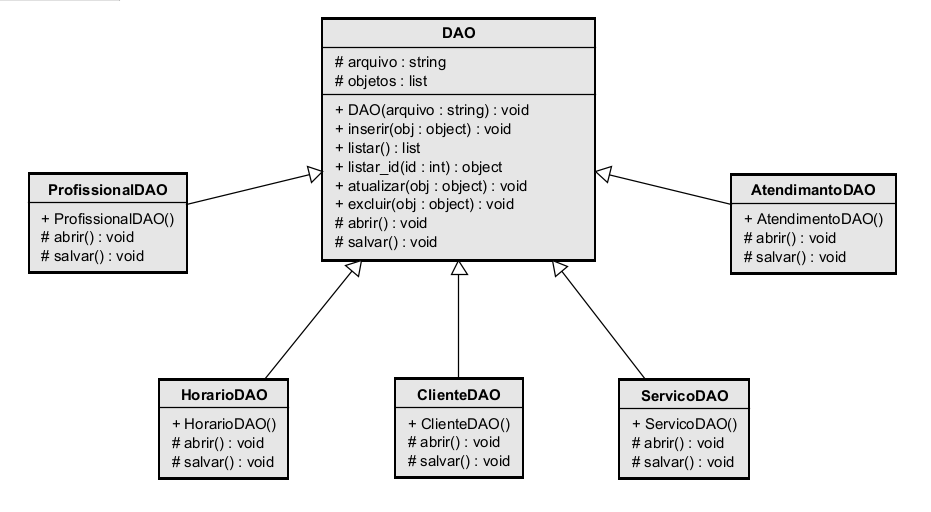 DAO
# arquivo : string
# objetos : list
+ DAO(arquivo : string) : void
+ inserir(obj : object) : void
+ listar() : list
+ listar_id(id : int) : object
+ atualizar(obj : object) : void
+ excluir(obj : object) : void
# abrir() : void
# salvar() : void
ProfissionalDAO
+ ProfissionalDAO()
# abrir() : void
# salvar() : void
AtendimantoDAO
+ AtendimentoDAO()
# abrir() : void
# salvar() : void
HorarioDAO
+ HorarioDAO()
# abrir() : void
# salvar() : void
ClienteDAO
+ ClienteDAO()
# abrir() : void
# salvar() : void
ServicoDAO
+ ServicoDAO()
# abrir() : void
# salvar() : void